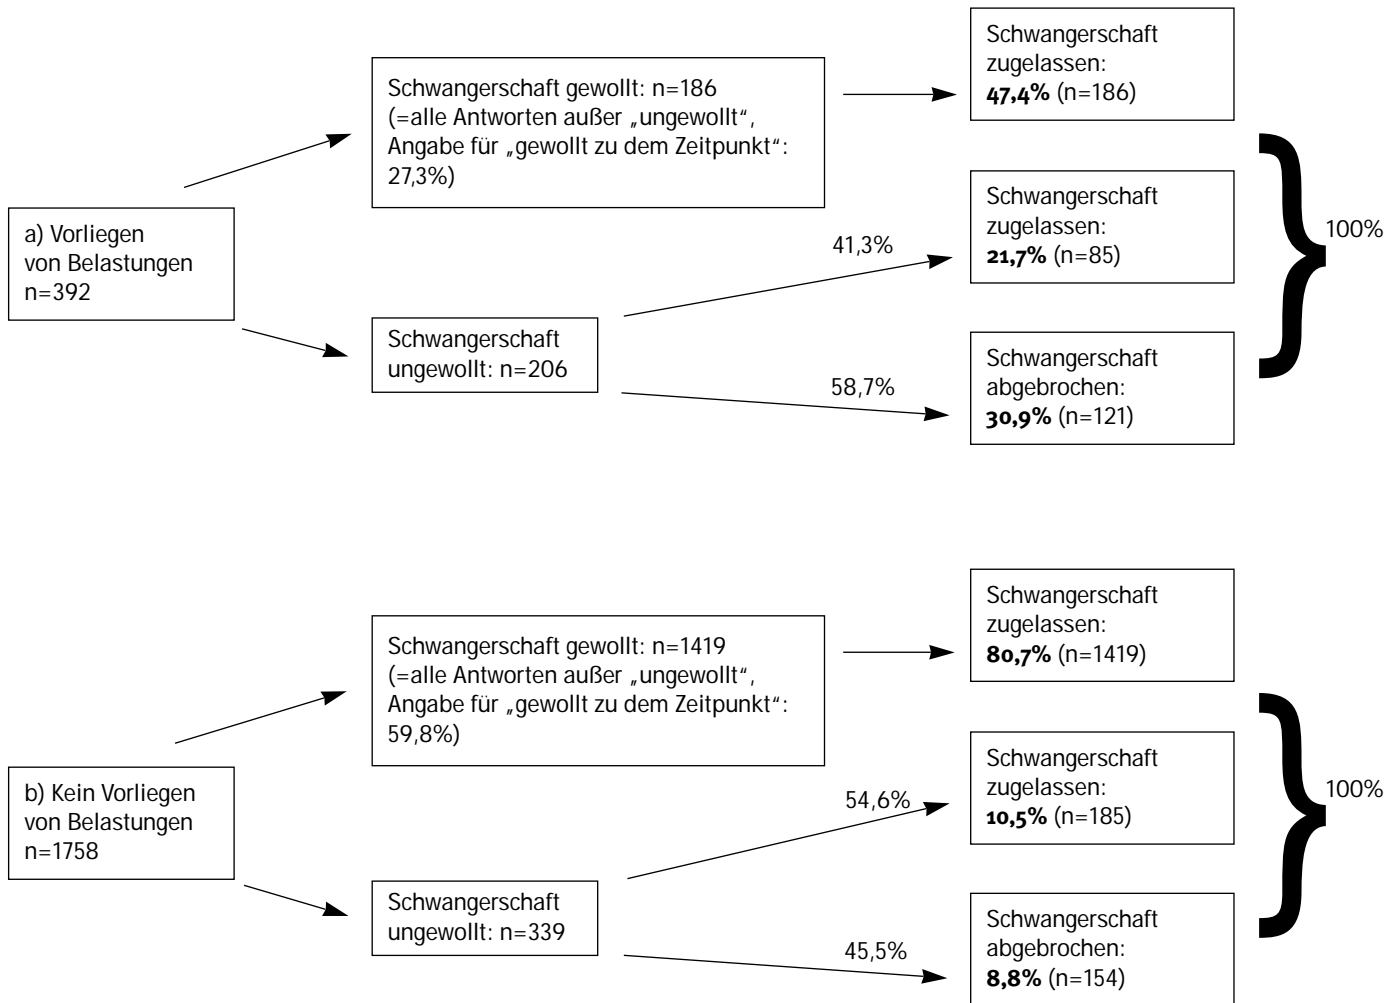 a) Vorliegen
von Belastungen
n=392
Schwangerschaft gewollt: n=186
(=alle Antworten außer „ungewollt“,
Angabe für „gewollt zu dem Zeitpunkt“:
27,3%)
Schwangerschaft
ungewollt: n=206
41,3%
58,7%
Schwangerschaft
zugelassen:
47,4% (n=186)
Schwangerschaft
zugelassen:
21,7% (n=85)
Schwangerschaft
abgebrochen:
30,9% (n=121)
100%
b) Kein Vorliegen
von Belastungen
n=1758
Schwangerschaft gewollt: n=1419
(=alle Antworten außer „ungewollt“,
Angabe für „gewollt zu dem Zeitpunkt“:
59,8%)
Schwangerschaft
ungewollt: n=339
54,6%
45,5%
Schwangerschaft
zugelassen:
80,7% (n=1419)
Schwangerschaft
zugelassen:
10,5% (n=185)
Schwangerschaft
abgebrochen:
8,8% (n=154)
100%